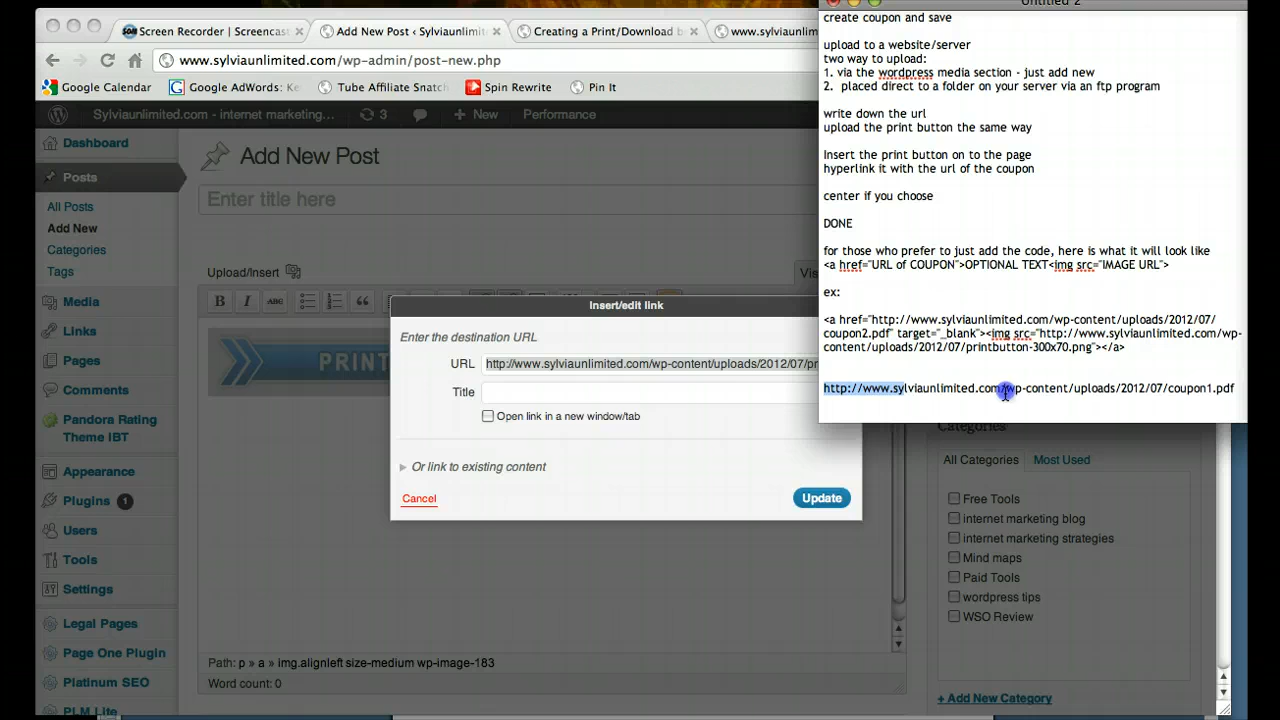 Untitled 2
Screen Recorder | Screencast
Add New Post ‹ Sylviaunlimit
Creating a Print/Download b
www.sylviaunlimited.com/wp-admin/post-new.php
Google Calendar
Google AdWords: Ke
Tube Affiliate Snatch
Spin Rewrite
Pin It
Sylviaunlimited.com - internet marketing...
3
New
Performance
Dashboard
Posts
All Posts
Add New
Categories
Tags
Media
Links
Pages
Comments
Pandora Rating
Theme IBT
Appearance
Plugins 1
Users
Tools
Settings
Legal Pages
Page One Plugin
Platinum SEO
PLM Lite
Add New Post
Enter title here
Upload/Insert
B I ABC
PRINT
Insert/edit link
Enter the destination URL
URL http://www.sylviaunlimited.com/wp-content/uploads/2012/07/pr
Title
Open link in a new window/tab
Or link to existing content
Cancel
Update
Path: p » a » img.alignleft size-medium wp-image-183
Word count: 0
create coupon and save
upload to a website/server
two way to upload:
1. via the wordpress media section - just add new
2. placed direct to a folder on your server via an ftp program
write down the url
upload the print button the same way
Insert the print button on to the page
hyperlink it with the url of the coupon
center if you choose
DONE
for those who prefer to just add the code, here is what it will look like
<a href="URL of COUPON">OPTIONAL TEXT<img src="IMAGE URL">
ex:
<a href="http://www.sylviaunlimited.com/wp-content/uploads/2012/07/
coupon2.pdf" target="_blank"><img src="http://www.sylviaunlimited.com/wp-
content/uploads/2012/07/printbutton-300x70.png"></a>
http://www.sylviaunlimited.com/wp-content/uploads/2012/07/coupon1.pdf
Categories
All Categories
Most Used
Free Tools
internet marketing blog
internet marketing strategies
Mind maps
Paid Tools
wordpress tips
WSO Review
+ Add New Category